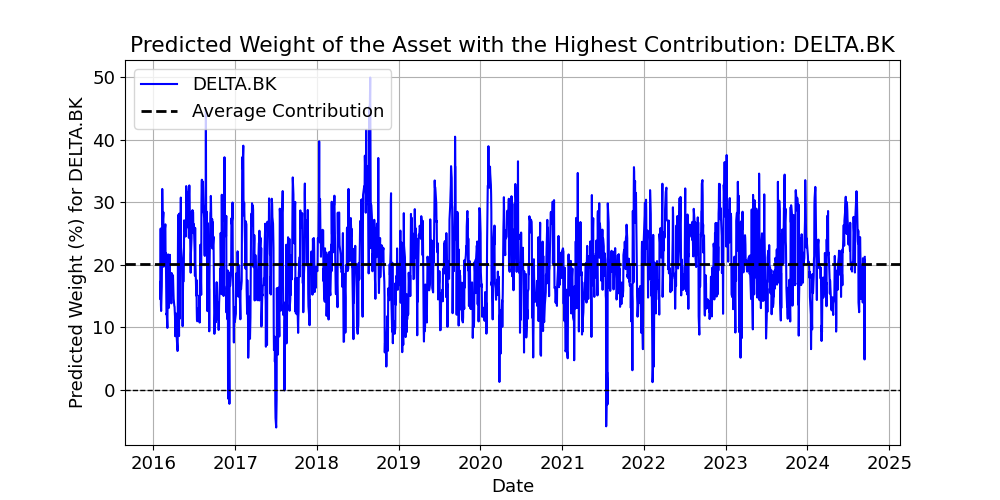 Predicted Weight of the Asset with the Highest Contribution: DELTA.BK
DELTA.BK
Average Contribution
Predicted Weight (%) for DELTA.BK
50
40
30
20
10
0
2016 2017 2018 2019 2020 2021 2022 2023 2024 2025
Date